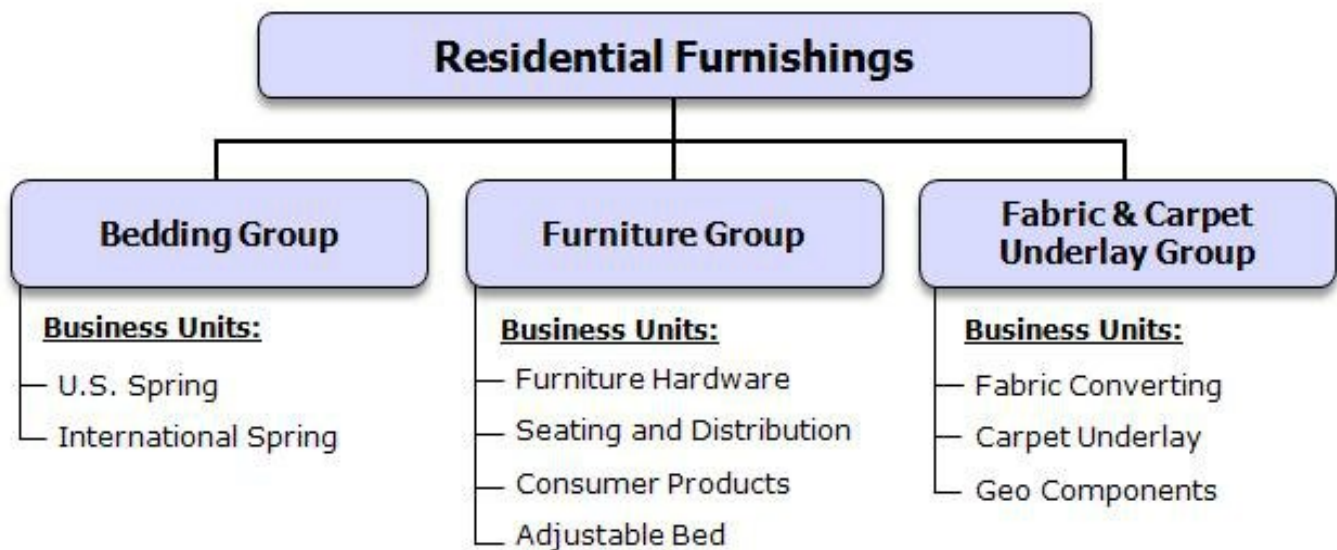 Residential Furnishings
Bedding Group
Business Units:
U.S. Spring
International Spring
Furniture Group
Business Units:
Furniture Hardware
Seating and Distribution
Consumer Products
Adjustable Bed
Fabric & Carpet
Underlay Group
Business Units:
Fabric Converting
Carpet Underlay
Geo Components